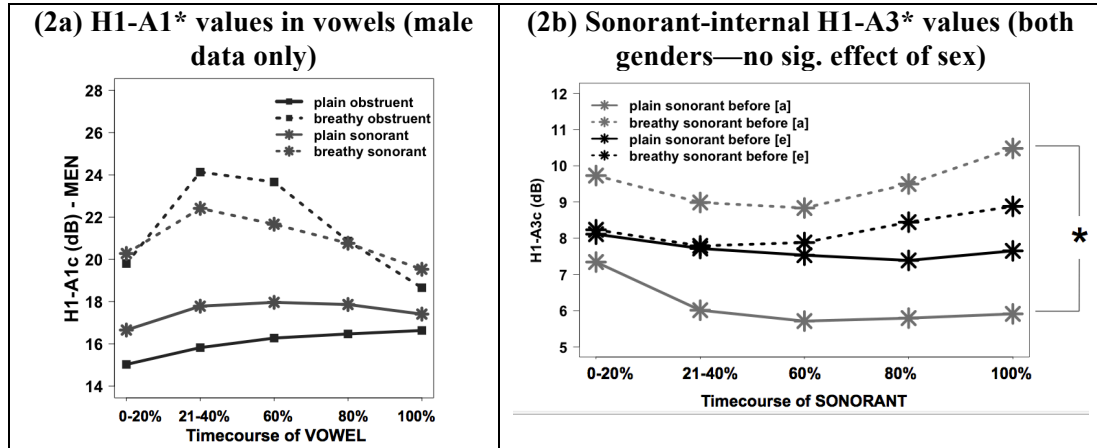 (2a) H1-A1* values in vowels (male
data only)
28
26
24
22
20
18
16
14
H1-A1c (dB) - MEN
plain obstruent
breathy obstruent
plain sonorant
breathy sonorant
0-20%
21-40%
60%
80%
100%
Timecourse of VOWEL
(2b) Sonorant-internal H1-A3* values (both
genders—no sig. effect of sex)
12
11
10
9
8
7
6
5
H1-A3c (dB)
plain sonorant before [a]
breathy sonorant before [a]
plain sonorant before [e]
breathy sonorant before [e]
*
0-20%
21-40%
60%
80%
100%
Timecourse of SONORANT